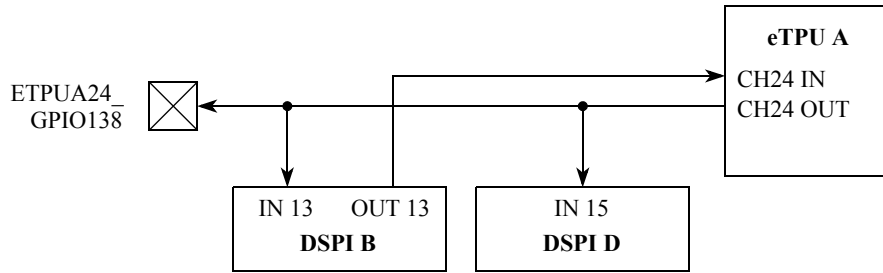 eTPU A
ETPUA24_
GPIO138
CH24 IN
CH24 OUT
IN 13 OUT 13
DSPI B
IN 15
DSPI D